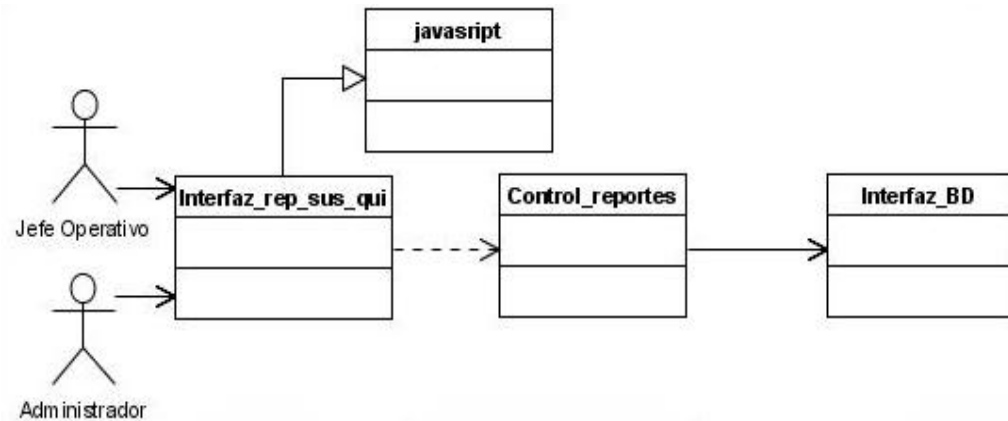 javasript
Interfaz_rep_sus_qui
Control_reportes
Interfaz_BD
Jefe Operativo
Administrador